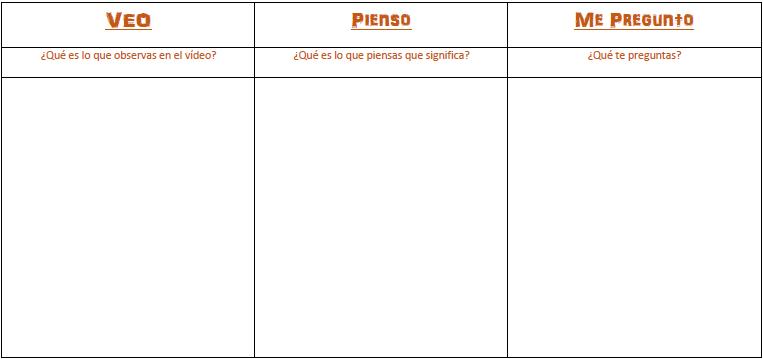 VEO
PIENSO
ME PREGUNTO
¿Qué es lo que observas en el vídeo?
¿Qué es lo que piensas que significa?
¿Qué te preguntas?